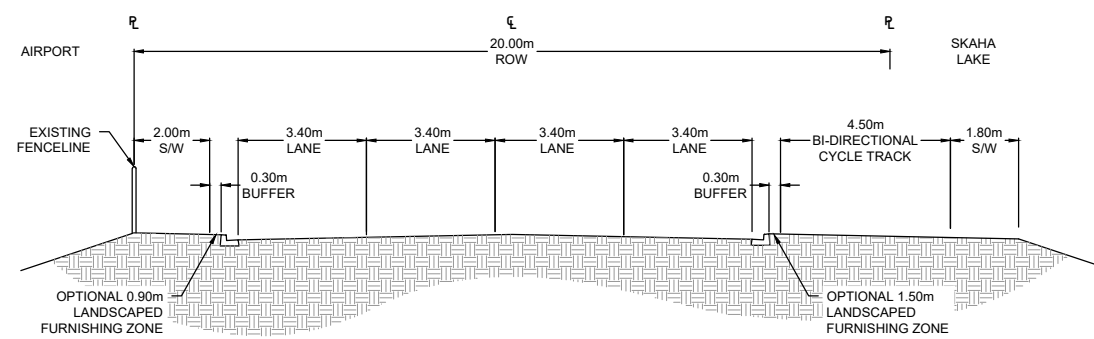 ℄
20.00m
ROW
AIRPORT
SKAHA
LAKE
EXISTING
FENCELINE
2.00m
S/W
3.40m
LANE
3.40m
LANE
3.40m
LANE
3.40m
LANE
4.50m
BI-DIRECTIONAL
CYCLE TRACK
1.80m
S/W
0.30m
BUFFER
0.30m
BUFFER
OPTIONAL 0.90m
LANDSCAPED
FURNISHING ZONE
OPTIONAL 1.50m
LANDSCAPED
FURNISHING ZONE